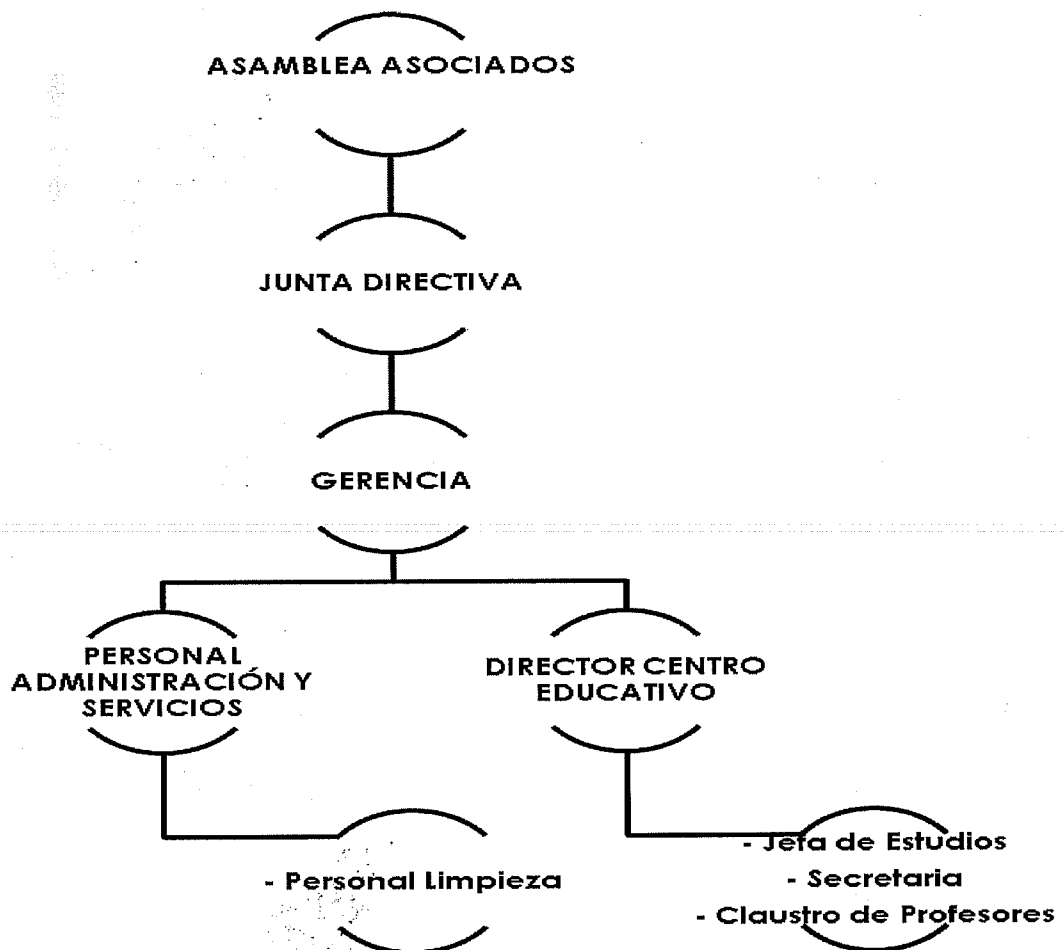 ASAMBLEA ASOCIADOS
JUNTA DIRECTIVA
GERENCIA
PERSONAL
ADMINISTRACIÓN Y
SERVICIOS
DIRECTOR CENTRO
EDUCATIVO
- Personal Limpieza
- Jefa de Estudios
- Secretaria
- Claustro de Profesores